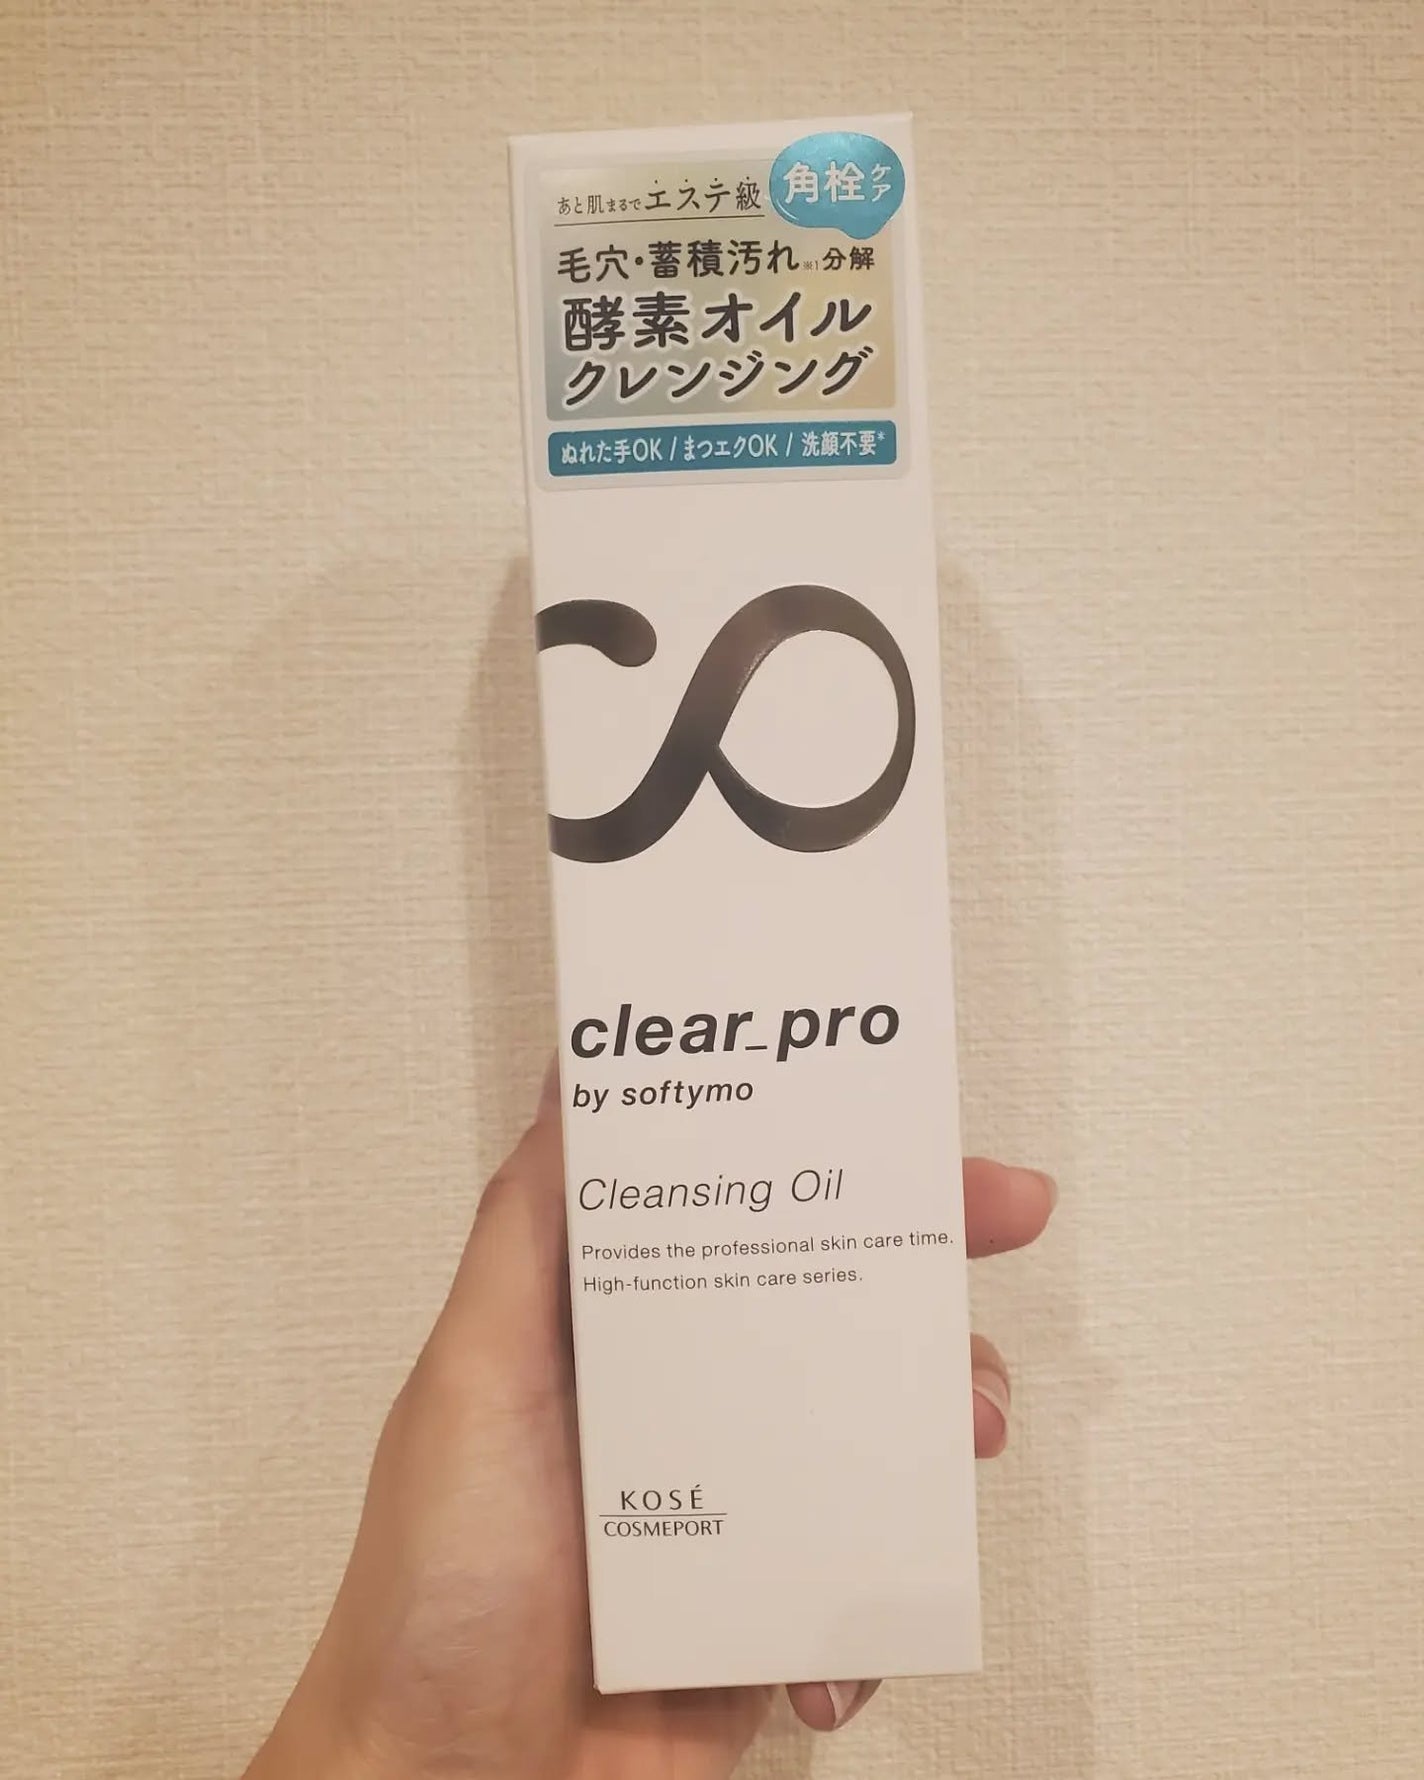 あと肌まるでエステ級
角栓ケア
毛穴・蓄積汚れ※1分解
酵素オイル
クレンジング
ぬれた手OK / まつエクOK / 洗顔不要*
clear_pro
by softymo
Cleansing Oil
Provides the professional skin care time.
High-function skin care series.
KOSÉ
COSMEPORT